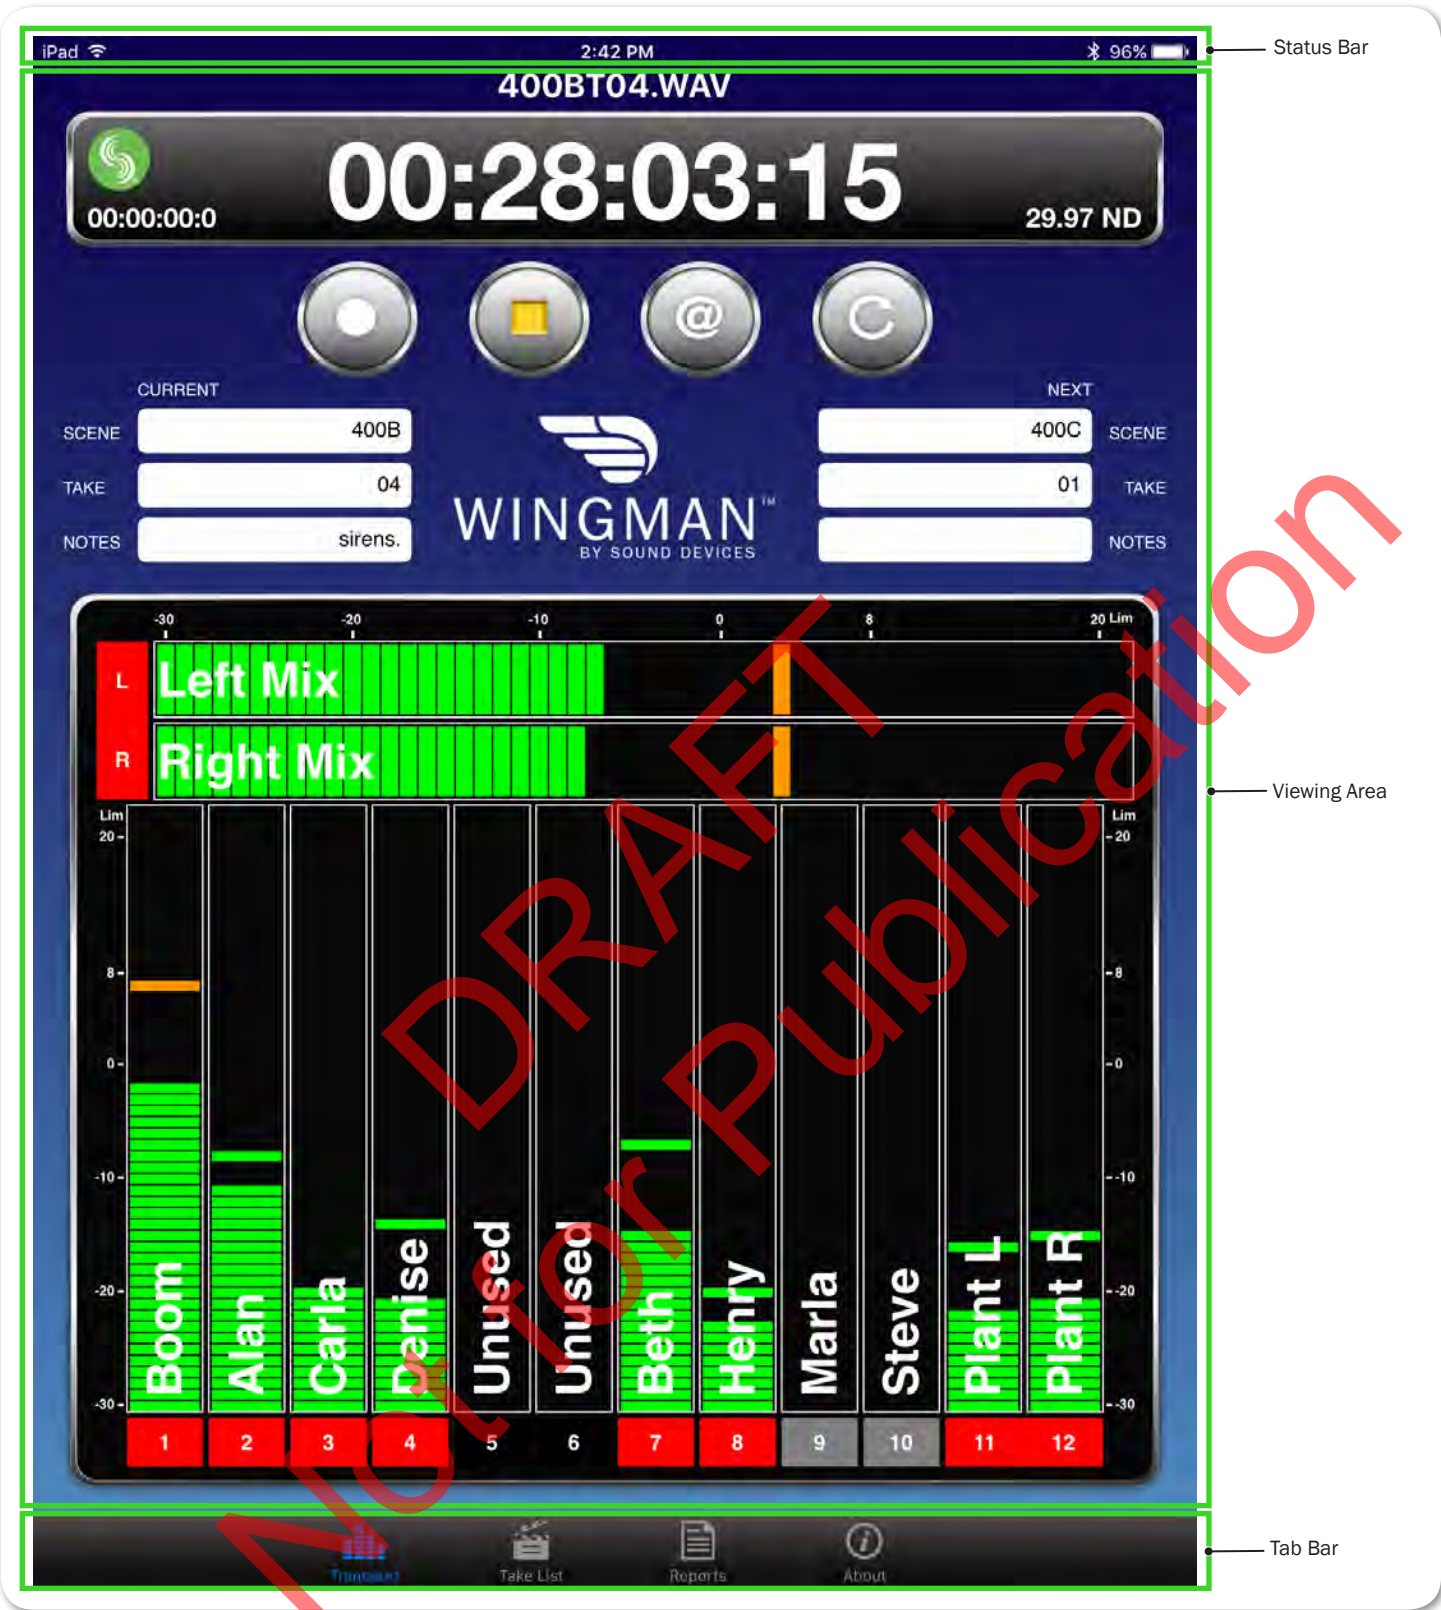 iPad 2:42 PM 96%
Status Bar
400BT04.WAV
00:28:03:15
00:00:00:0
29.97 ND
@
CURRENT
NEXT
SCENE 400B
400C SCENE
TAKE 04
01 TAKE
NOTES sirens.
NOTES
WINGMAN™
BY SOUND DEVICES
-30 -20 -10 0 8 20 Lim
L Left Mix
R Right Mix
Viewing Area
Lim
20
8
0
-10
-20
-30
Boom
Alan
Carla
Denise
Unused
Unused
Beth
Henry
Marla
Steve
Plant L
Plant R
Lim
20
8
0
-10
-20
-30
1 2 3 4 5 6 7 8 9 10 11 12
Transport Take List Reports About
Tab Bar
DRAFT
Not for Publication